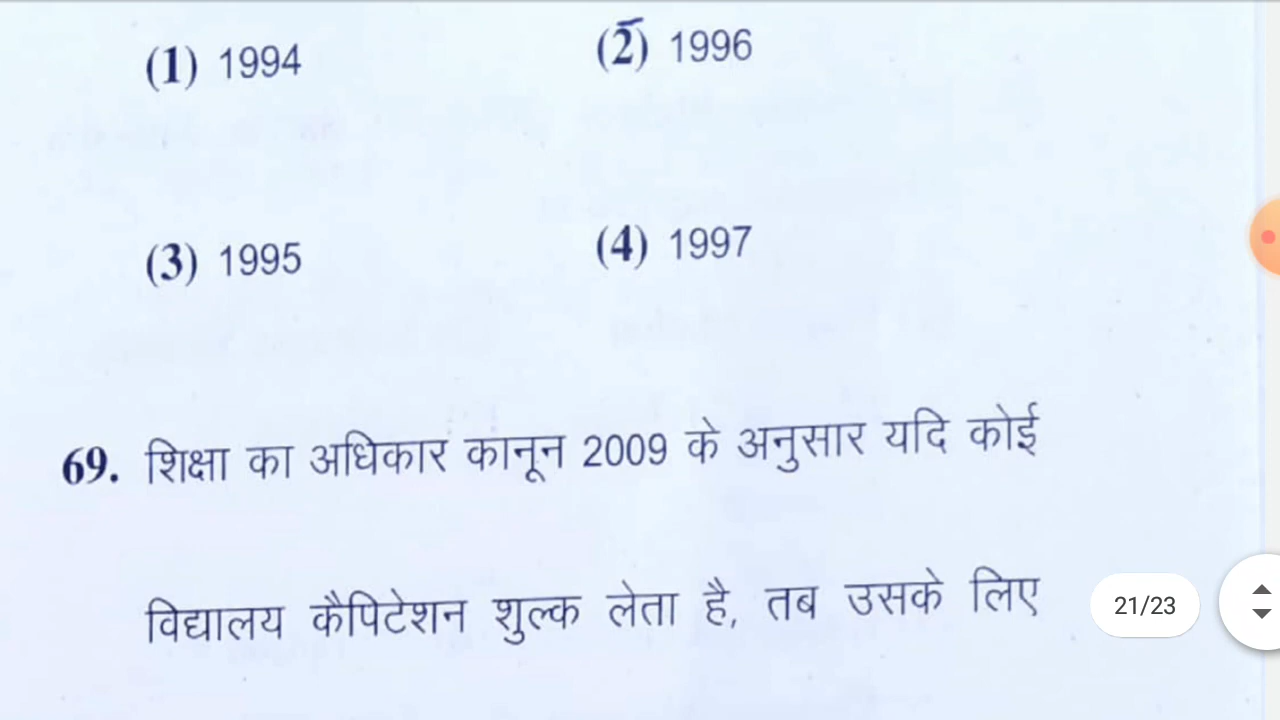 (1) 1994 (2) 1996
(3) 1995 (4) 1997
69. शिक्षा का अधिकार कानून 2009 के अनुसार यदि कोई
विद्यालय कैपिटेशन शुल्क लेता है, तब उसके लिए
21/23